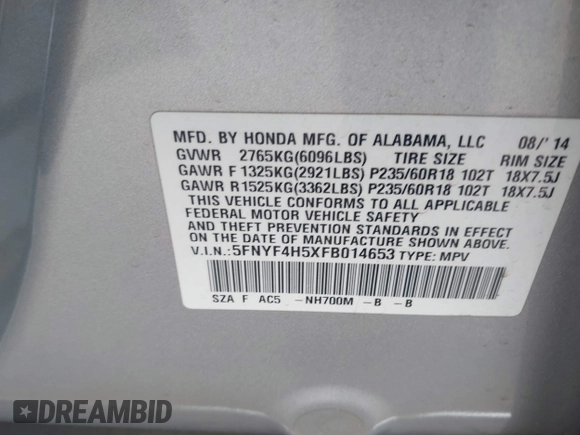 MFD. BY HONDA MFG. OF ALABAMA, LLC 08/'14
GVWR 2765KG(6096LBS) TIRE SIZE RIM SIZE
GAWR F 1325KG(2921LBS) P235/60R18 102T 18X7.5J
GAWR R1525KG(3362LBS) P235/60R18 102T 18X7.5J
THIS VEHICLE CONFORMS TO ALL APPLICABLE
FEDERAL MOTOR VEHICLE SAFETY
AND THEFT PREVENTION STANDARDS IN EFFECT
ON THE DATE OF MANUFACTURE SHOWN ABOVE.
V.I.N.:5FNYF4H5XFB014653 TYPE: MPV
SZA F AC5 -NH700M -B -B
DREAMBID